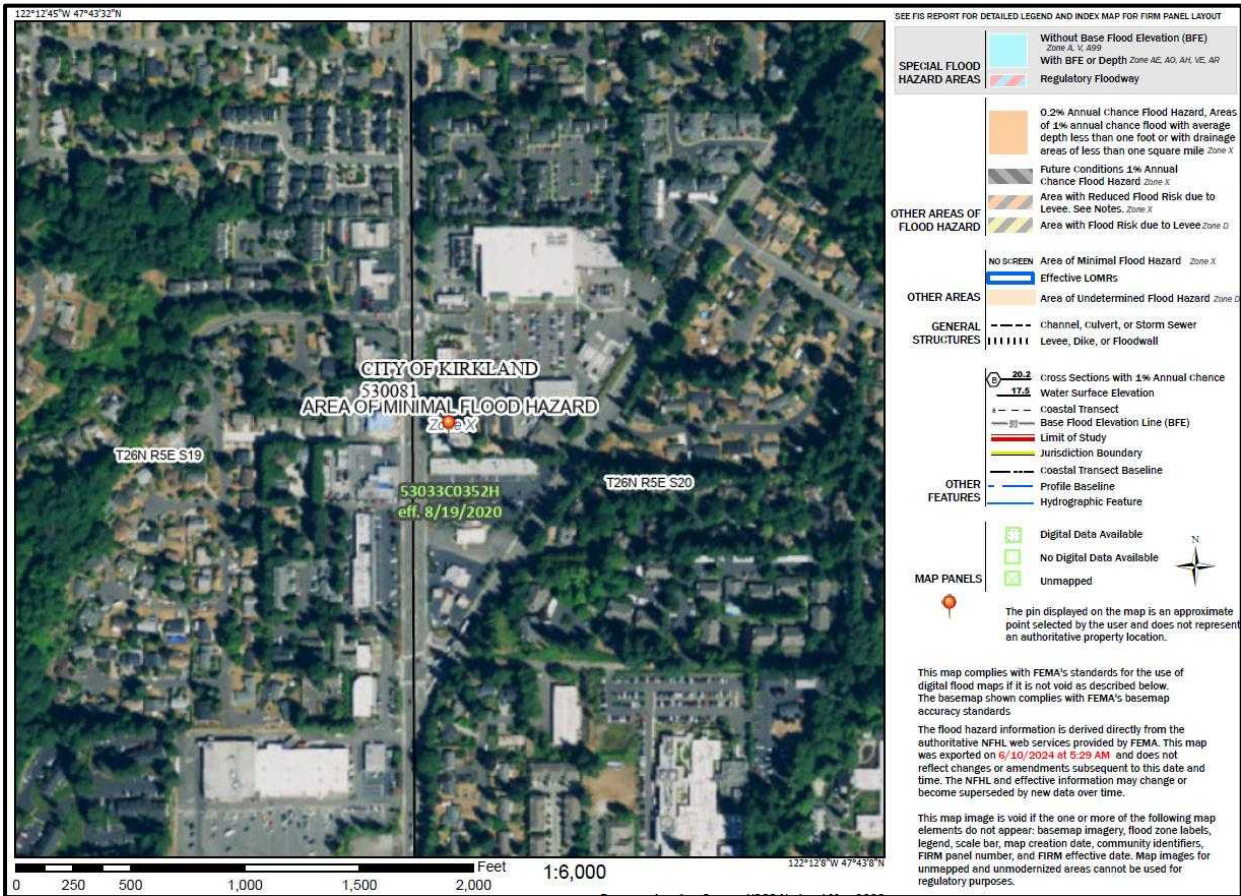 122°12'45"W 47°43'32"N
CITY OF KIRKLAND
530081
AREA OF MINIMAL FLOOD HAZARD
Zone X
T26N R5E S19
T26N R5E S20
53033C0352H
eff. 8/19/2020
122°12'8"W 47°43'8"N
Feet
0 250 500 1,000 1,500 2,000
1:6,000
SEE FIS REPORT FOR DETAILED LEGEND AND INDEX MAP FOR FIRM PANEL LAYOUT
SPECIAL FLOOD
HAZARD AREAS
Without Base Flood Elevation (BFE)
Zone A, V, A99
With BFE or Depth Zone AE, AO, AH, VE, AR
Regulatory Floodway
OTHER AREAS OF
FLOOD HAZARD
0.2% Annual Chance Flood Hazard, Areas
of 1% annual chance flood with average
depth less than one foot or with drainage
areas of less than one square mile Zone X
Future Conditions 1% Annual
Chance Flood Hazard Zone X
Area with Reduced Flood Risk due to
Levee. See Notes. Zone X
Area with Flood Risk due to Levee Zone D
OTHER AREAS
NO SCREEN Area of Minimal Flood Hazard Zone X
Effective LOMRs
Area of Undetermined Flood Hazard Zone D
GENERAL
STRUCTURES
Channel, Culvert, or Storm Sewer
Levee, Dike, or Floodwall
OTHER
FEATURES
B 20.2 Cross Sections with 1% Annual Chance
17.5 Water Surface Elevation
8 Coastal Transect
513 Base Flood Elevation Line (BFE)
Limit of Study
Jurisdiction Boundary
Coastal Transect Baseline
Profile Baseline
Hydrographic Feature
MAP PANELS
Digital Data Available
No Digital Data Available
Unmapped
N
The pin displayed on the map is an approximate
point selected by the user and does not represent
an authoritative property location.
This map complies with FEMA's standards for the use of
digital flood maps if it is not void as described below.
The basemap shown complies with FEMA's basemap
accuracy standards
The flood hazard information is derived directly from the
authoritative NFHL web services provided by FEMA. This map
was exported on 6/10/2024 at 5:29 AM and does not
reflect changes or amendments subsequent to this date and
time. The NFHL and effective information may change or
become superseded by new data over time.
This map image is void if the one or more of the following map
elements do not appear: basemap imagery, flood zone labels,
legend, scale bar, map creation date, community identifiers,
FIRM panel number, and FIRM effective date. Map images for
unmapped and unmodernized areas cannot be used for
regulatory purposes.